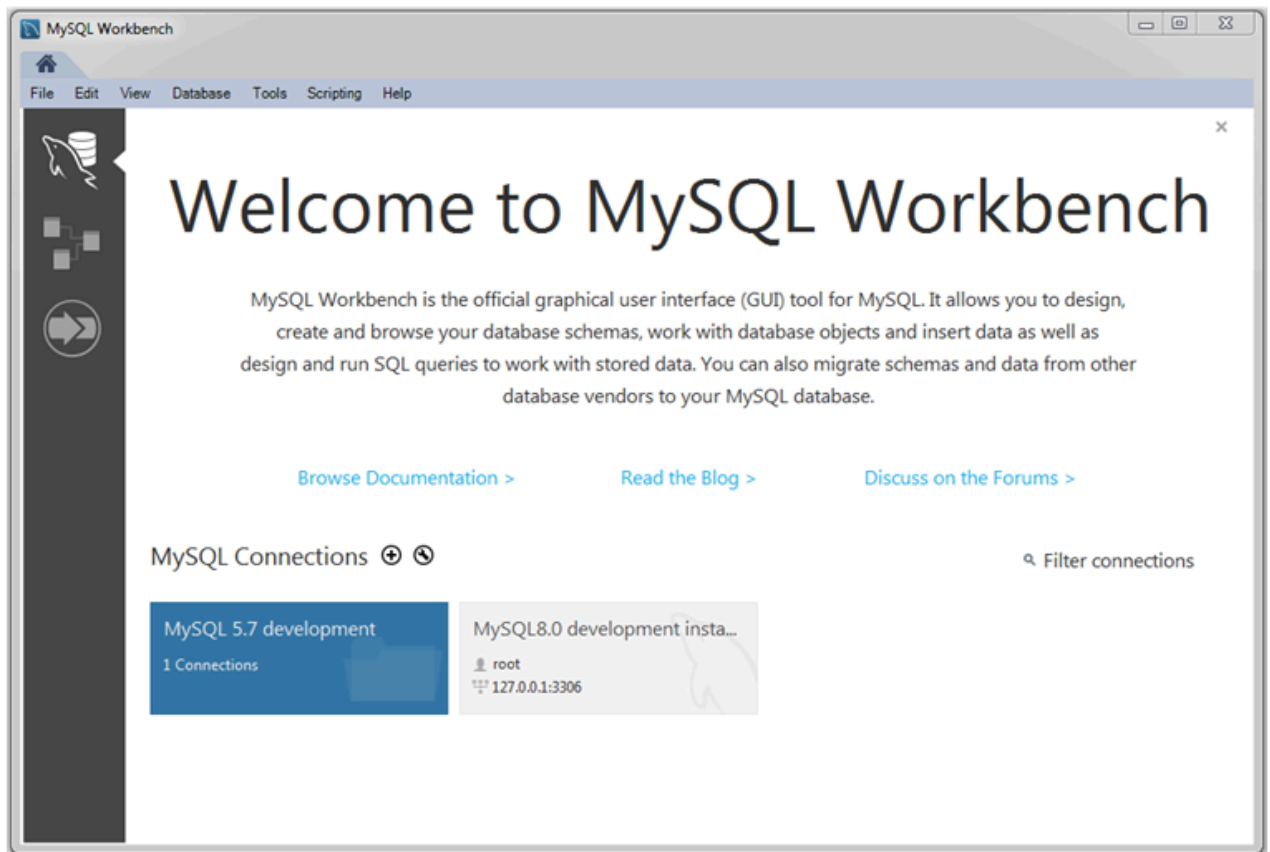 MySQL Workbench
File Edit View Database Tools Scripting Help
Welcome to MySQL Workbench
MySQL Workbench is the official graphical user interface (GUI) tool for MySQL. It allows you to design,
create and browse your database schemas, work with database objects and insert data as well as
design and run SQL queries to work with stored data. You can also migrate schemas and data from other
database vendors to your MySQL database.
Browse Documentation > Read the Blog > Discuss on the Forums >
MySQL Connections Filter connections
MySQL 5.7 development
1 Connections
MySQL8.0 development insta...
root
127.0.0.1:3306